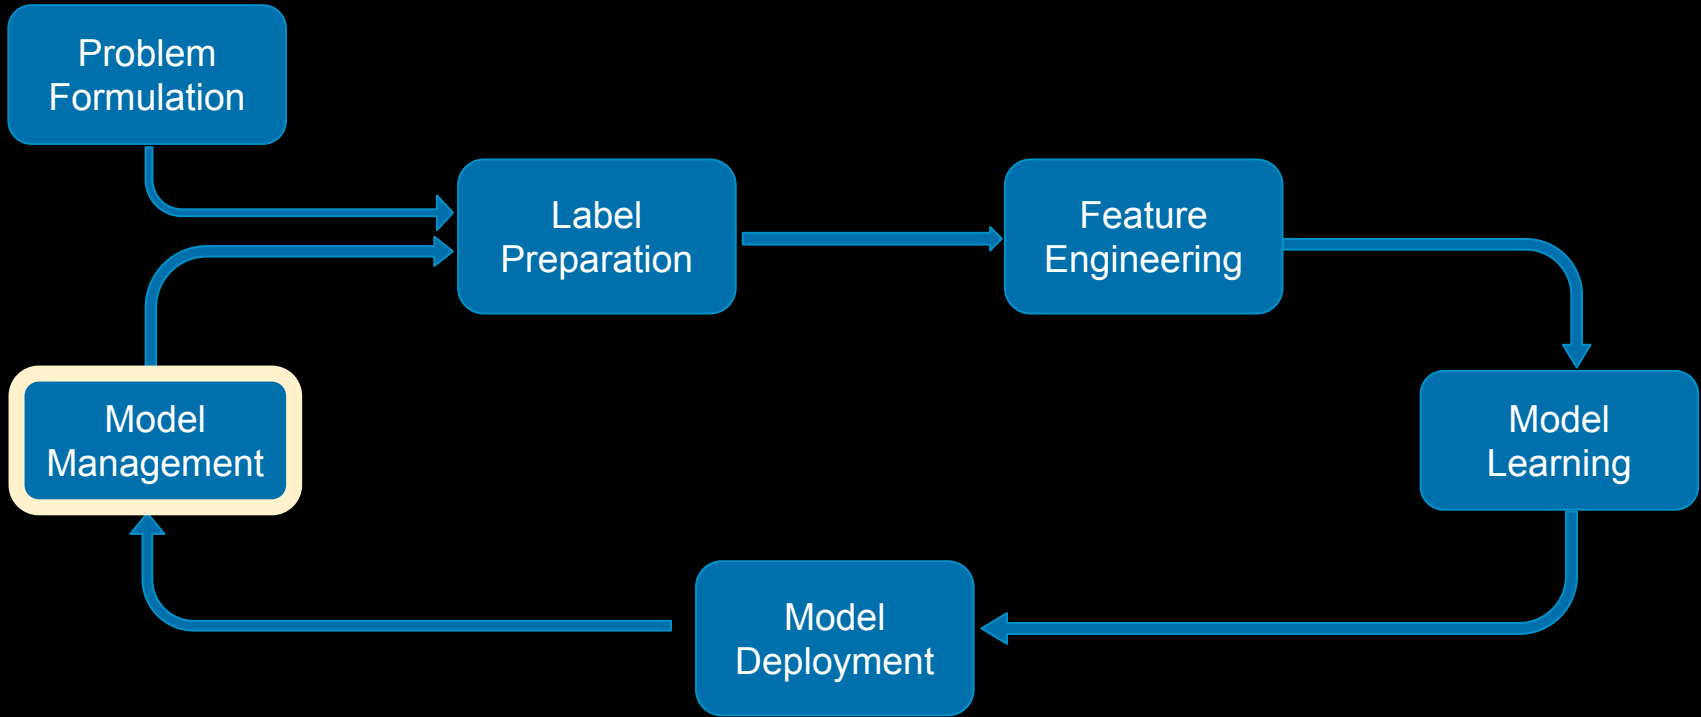 Problem
Formulation
Label
Preparation
Feature
Engineering
Model
Management
Model
Learning
Model
Deployment